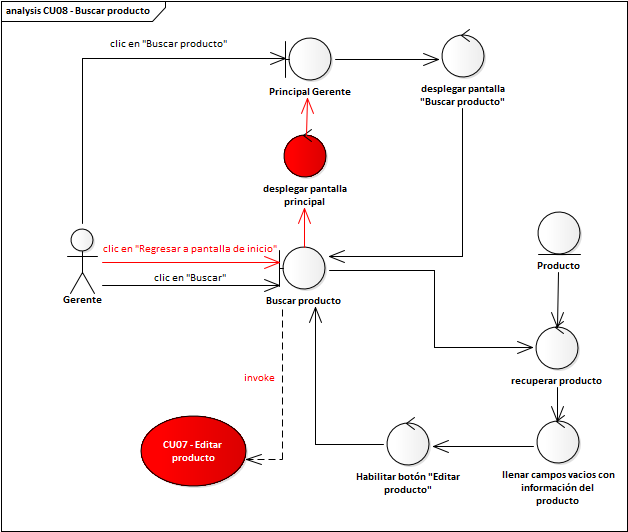 analysis CU08 - Buscar producto
clic en "Buscar producto"
Principal Gerente
desplegar pantalla
"Buscar producto"
desplegar pantalla
principal
clic en "Regresar a pantalla de inicio"
clic en "Buscar"
Gerente
Buscar producto
Producto
invoke
recuperar producto
CU07 - Editar
producto
Habilitar botón "Editar
producto"
llenar campos vacios con
información del
producto